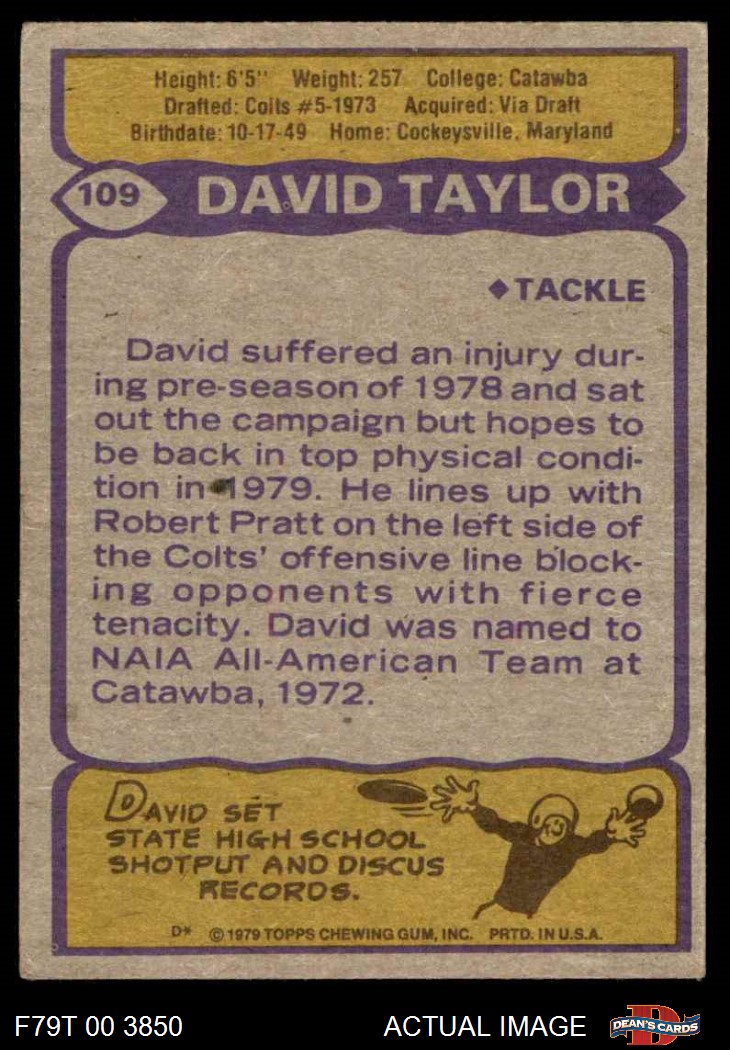 Height: 6'5" Weight: 257 College: Catawba
Drafted: Colts #5-1973 Acquired: Via Draft
Birthdate: 10-17-49 Home: Cockeysville, Maryland
109 DAVID TAYLOR
◆TACKLE
David suffered an injury dur-
ing pre-season of 1978 and sat
out the campaign but hopes to
be back in top physical condi-
tion in 1979. He lines up with
Robert Pratt on the left side of
the Colts' offensive line block-
ing opponents with fierce
tenacity. David was named to
NAIA All-American Team at
Catawba, 1972.
DAVID SET
STATE HIGH SCHOOL
SHOTPUT AND DISCUS
RECORDS.
D* © 1979 TOPPS CHEWING GUM, INC. PRTD. IN U.S.A.
F79T 00 3850 ACTUAL IMAGE DEAN'S CARDS